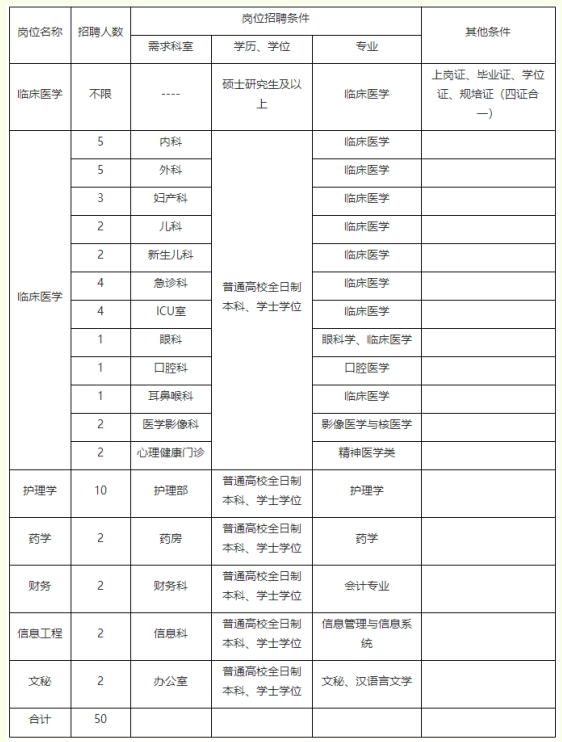 岗位名称 招聘人数 岗位招聘条件 其他条件
需求科室 学历、学位 专业
临床医学 不限 ---- 硕士研究生及以上 临床医学 上岗证、毕业证、学位证、规培证（四证合一）
临床医学 5 内科 普通高校全日制本科、学士学位 临床医学
5 外科 临床医学
3 妇产科 临床医学
2 儿科 临床医学
2 新生儿科 临床医学
4 急诊科 临床医学
4 ICU室 临床医学
1 眼科 眼科学、临床医学
1 口腔科 口腔医学
1 耳鼻喉科 临床医学
2 医学影像科 影像医学与核医学
2 心理健康门诊 精神医学类
护理学 10 护理部 普通高校全日制本科、学士学位 护理学
药学 2 药房 普通高校全日制本科、学士学位 药学
财务 2 财务科 普通高校全日制本科、学士学位 会计专业
信息工程 2 信息科 普通高校全日制本科、学士学位 信息管理与信息系统
文秘 2 办公室 普通高校全日制本科、学士学位 文秘、汉语言文学
合计 50